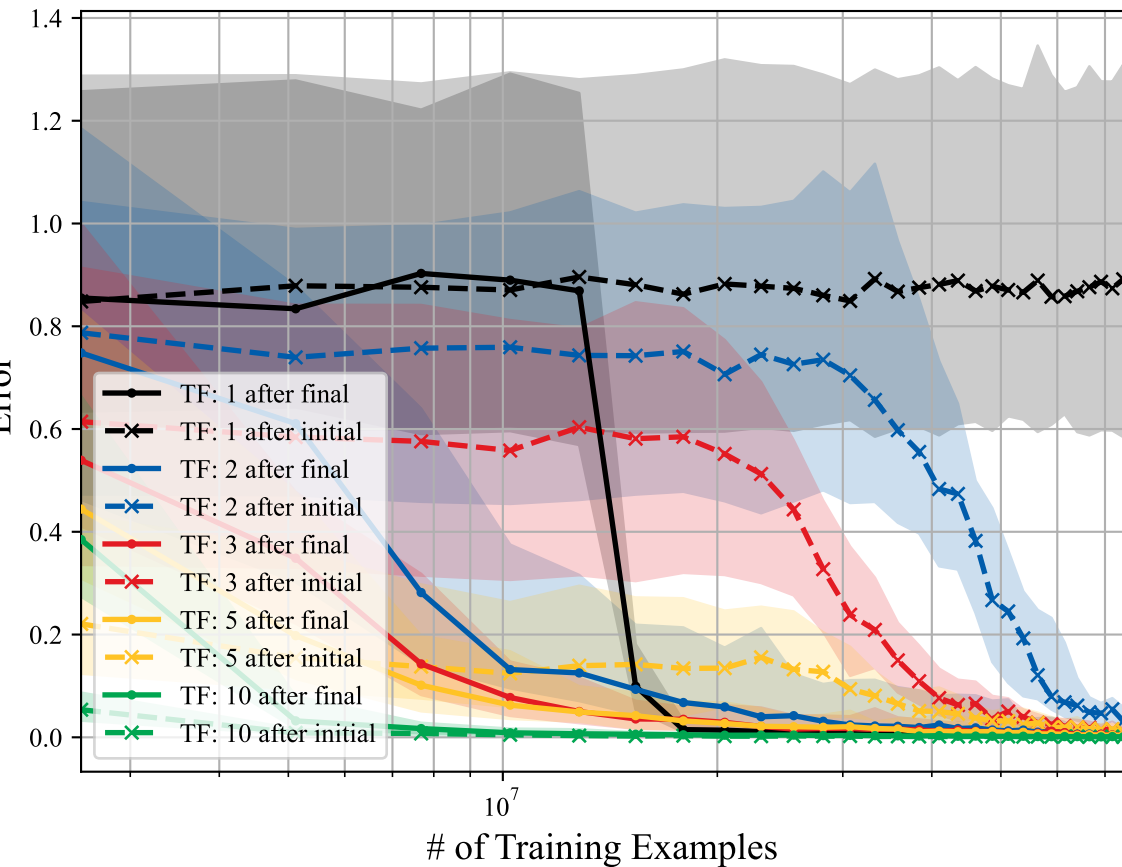 1.4
1.2
1.0
0.8
0.6
0.4
0.2
0.0
TF: 1 after final
TF: 1 after initial
TF: 2 after final
TF: 2 after initial
TF: 3 after final
TF: 3 after initial
TF: 5 after final
TF: 5 after initial
TF: 10 after final
TF: 10 after initial
10⁷
# of Training Examples